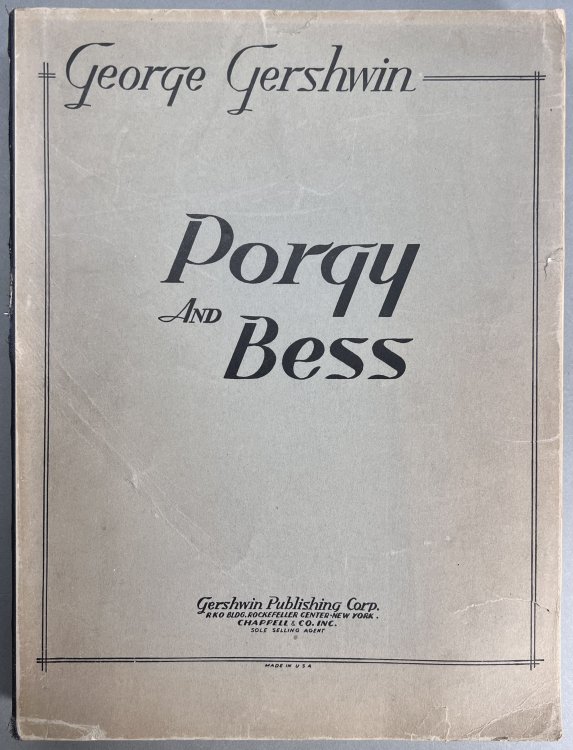 George Gershwin
Porgy
AND
Bess
Gershwin Publishing Corp.
RKO BLDG. ROCKEFELLER CENTER-NEW YORK.
CHAPPELL & CO. INC.
SOLE SELLING AGENT
MADE IN U S A